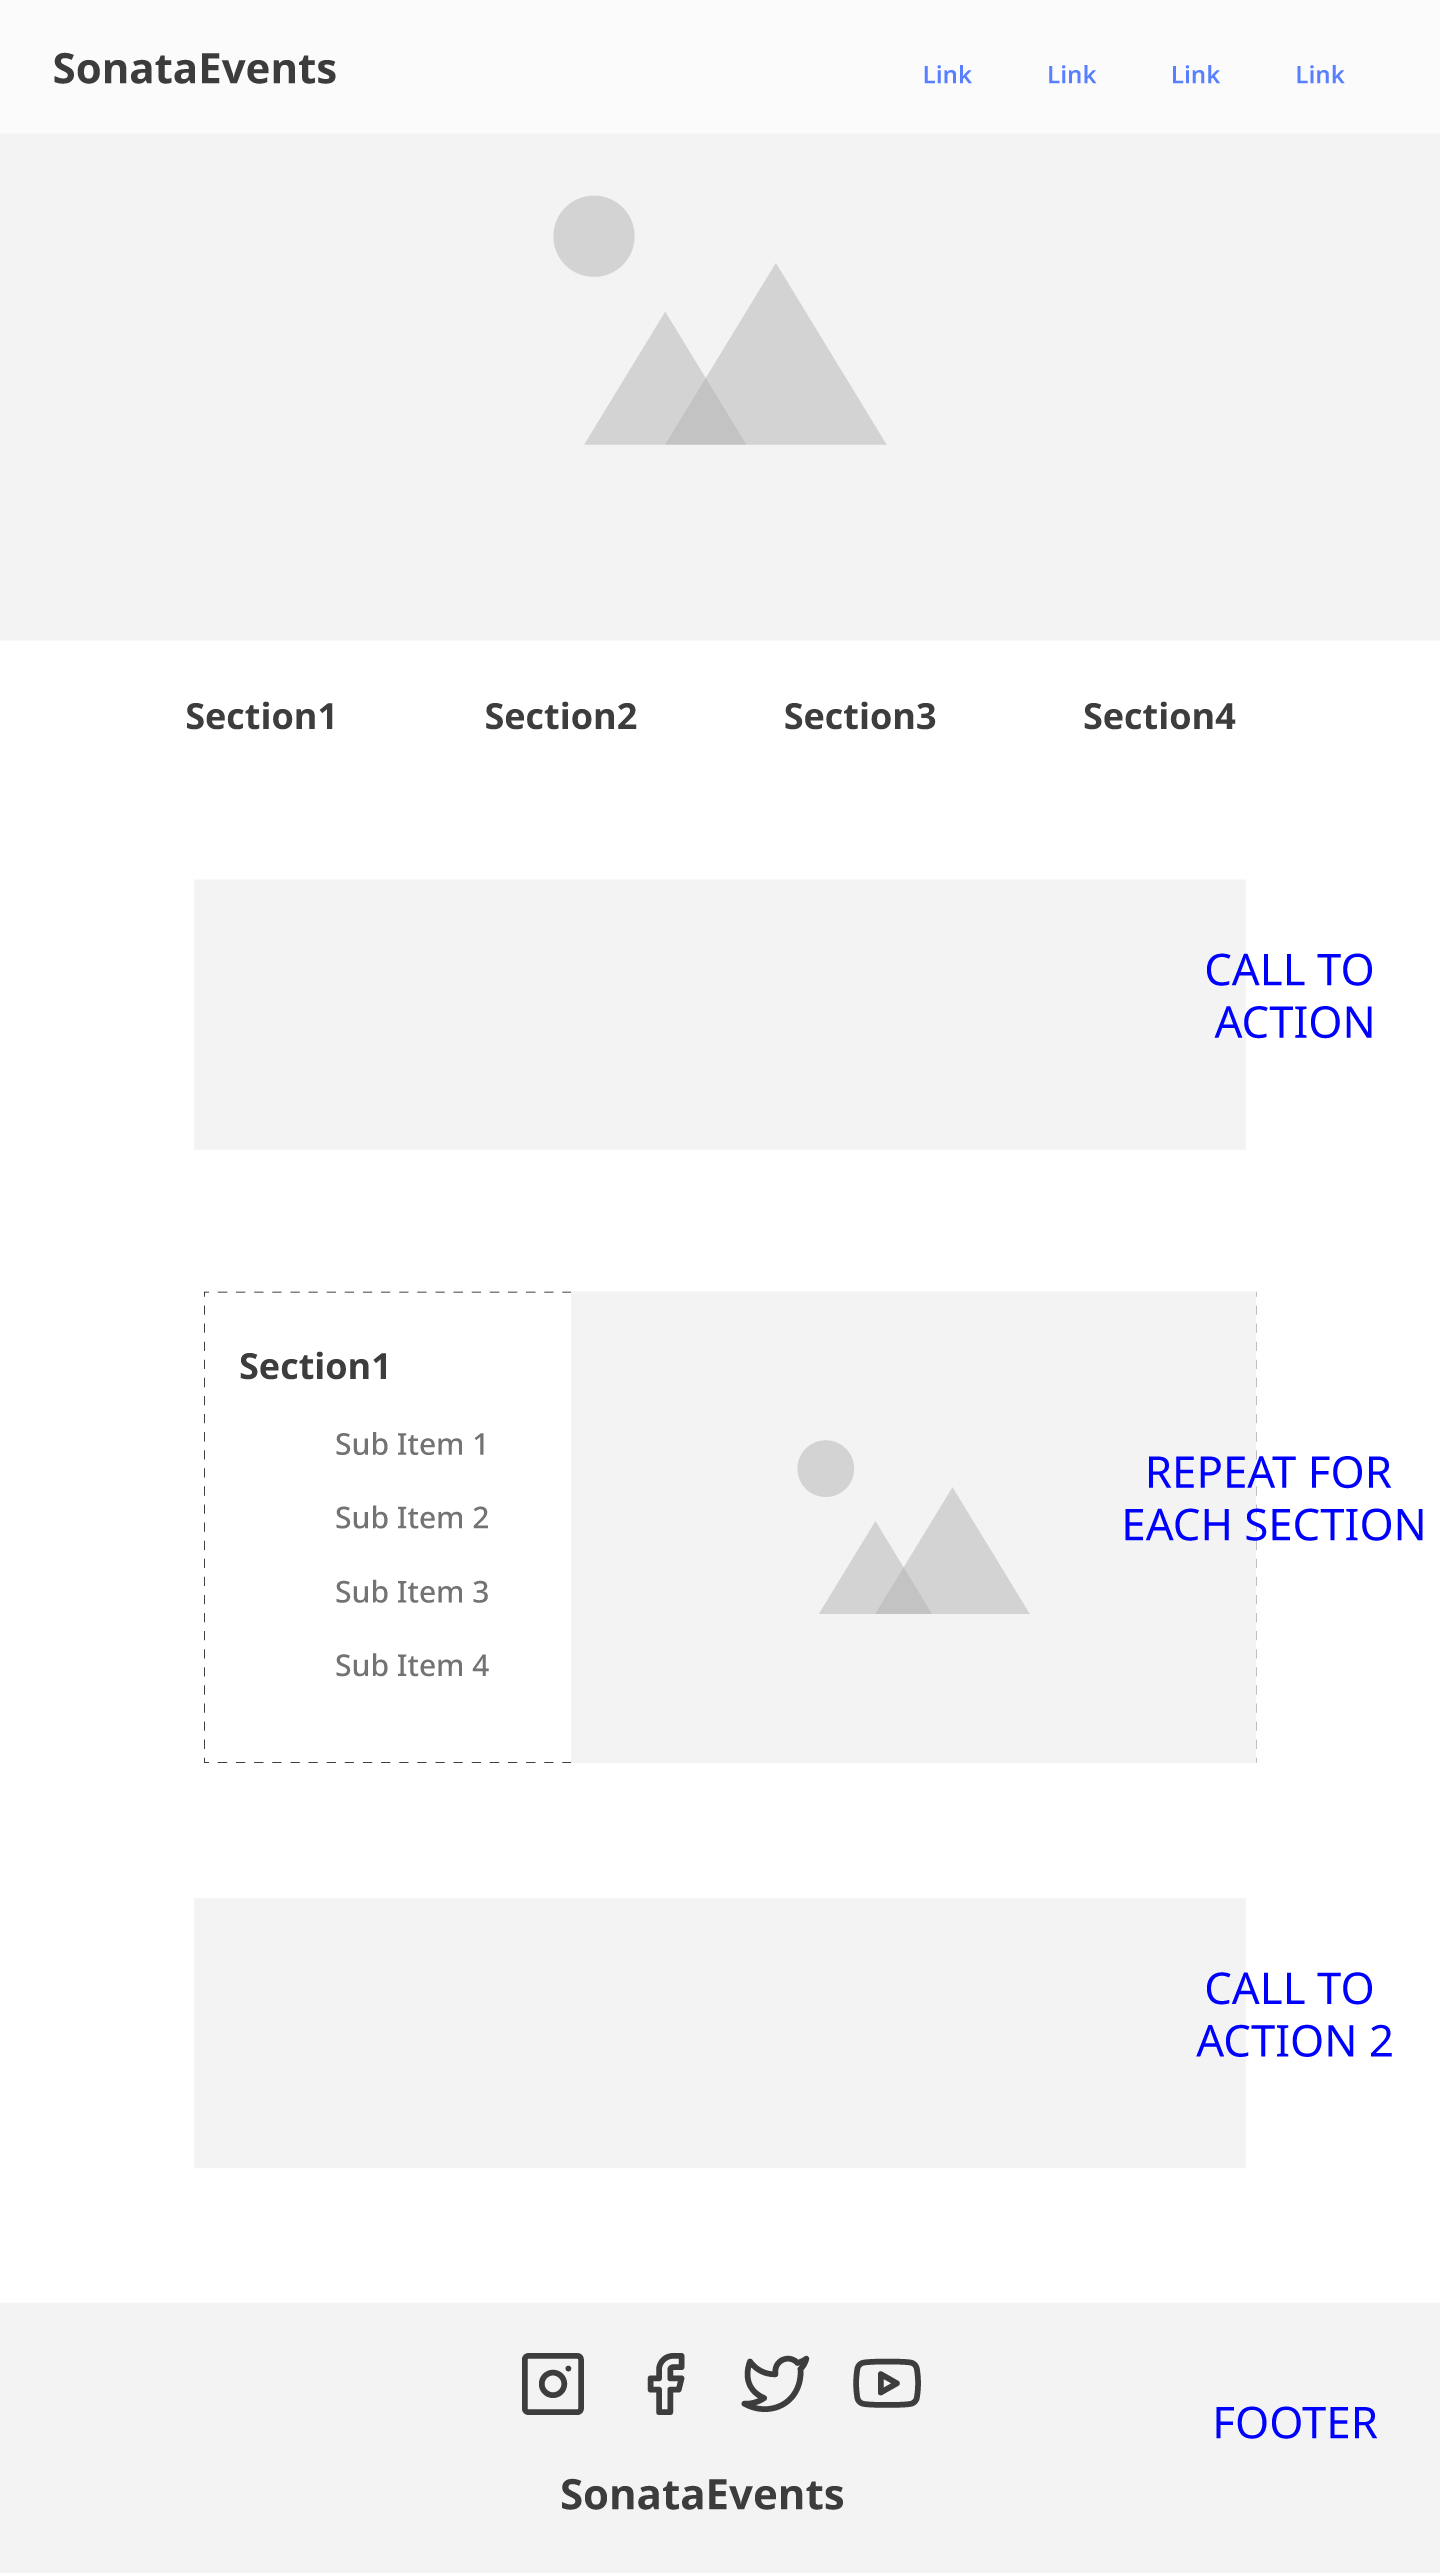 SonataEvents
Link Link Link Link
Section1 Section2 Section3 Section4
CALL TO
ACTION
Section1
Sub Item 1
Sub Item 2
Sub Item 3
Sub Item 4
REPEAT FOR
EACH SECTION
CALL TO
ACTION 2
FOOTER
SonataEvents